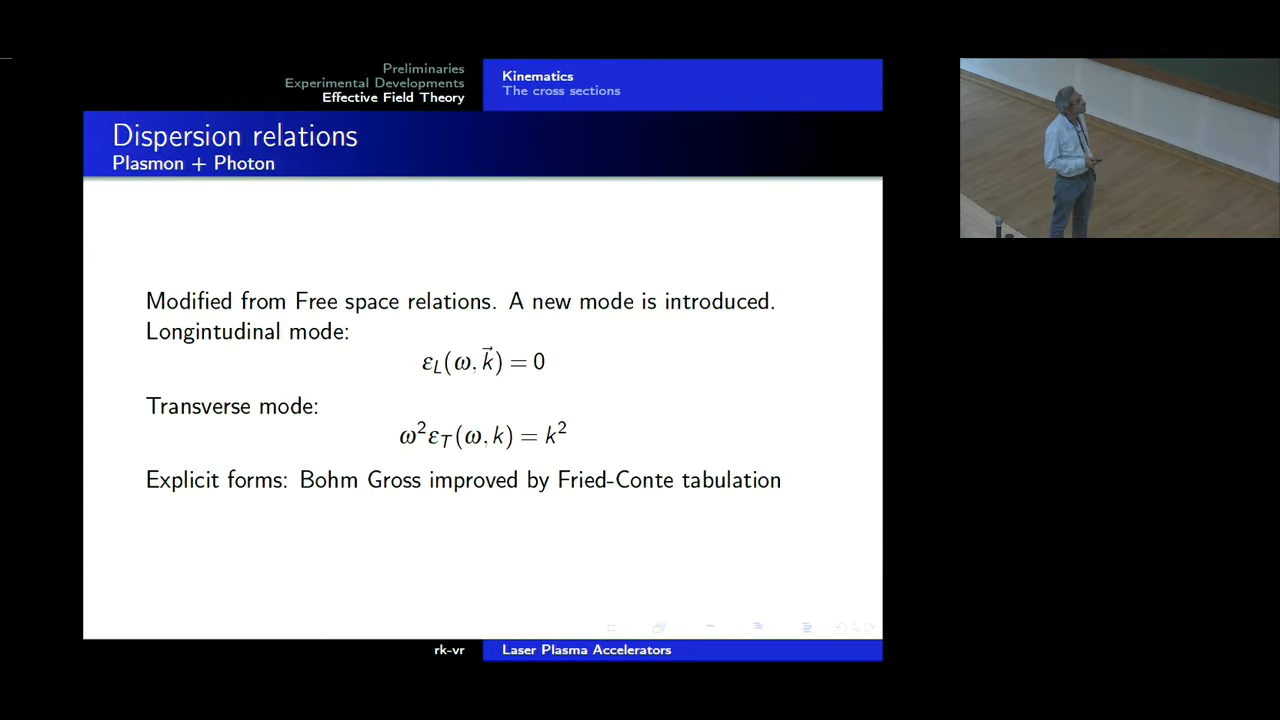 Preliminaries
Experimental Developments
Effective Field Theory
Kinematics
The cross sections
Dispersion relations
Plasmon + Photon
Modified from Free space relations. A new mode is introduced.
Longintudinal mode:
ε_L(ω, k⃗) = 0
Transverse mode:
ω²ε_T(ω, k) = k²
Explicit forms: Bohm Gross improved by Fried-Conte tabulation
rk-vr
Laser Plasma Accelerators